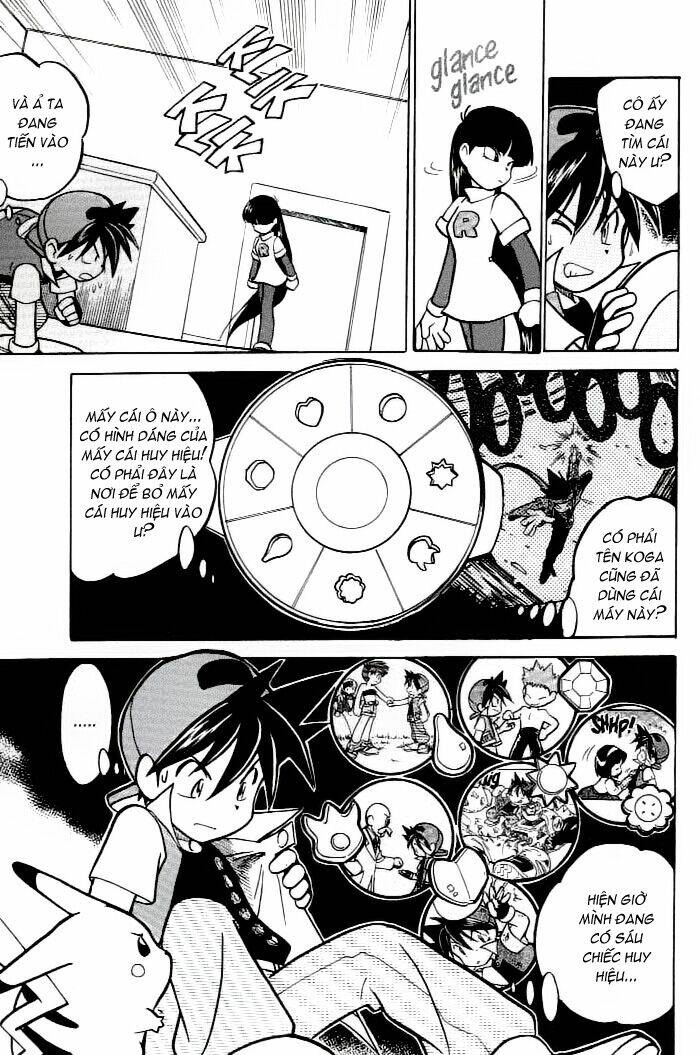 VÀ Ả TA
ĐANG
TIẾN VÀO
...
KLIK
KLIK
glance
glance
R
CÔ ẤY
ĐANG
TÌM CÁI
NÀY Ư?
MẤY CÁI Ô NÀY...
CÓ HÌNH DÁNG CỦA
MẤY CÁI HUY HIỆU!
CÓ PHẢI ĐÂY LÀ
NƠI ĐỂ BỎ MẤY
CÁI HUY HIỆU VÀO
Ư?
CÓ PHẢI
TÊN KOGA
CŨNG ĐÃ
DÙNG CÁI
MÁY NÀY?
.....
SHHP!
HIỆN GIỜ
MÌNH ĐANG
CÓ SÁU
CHIẾC HUY
HIỆU...